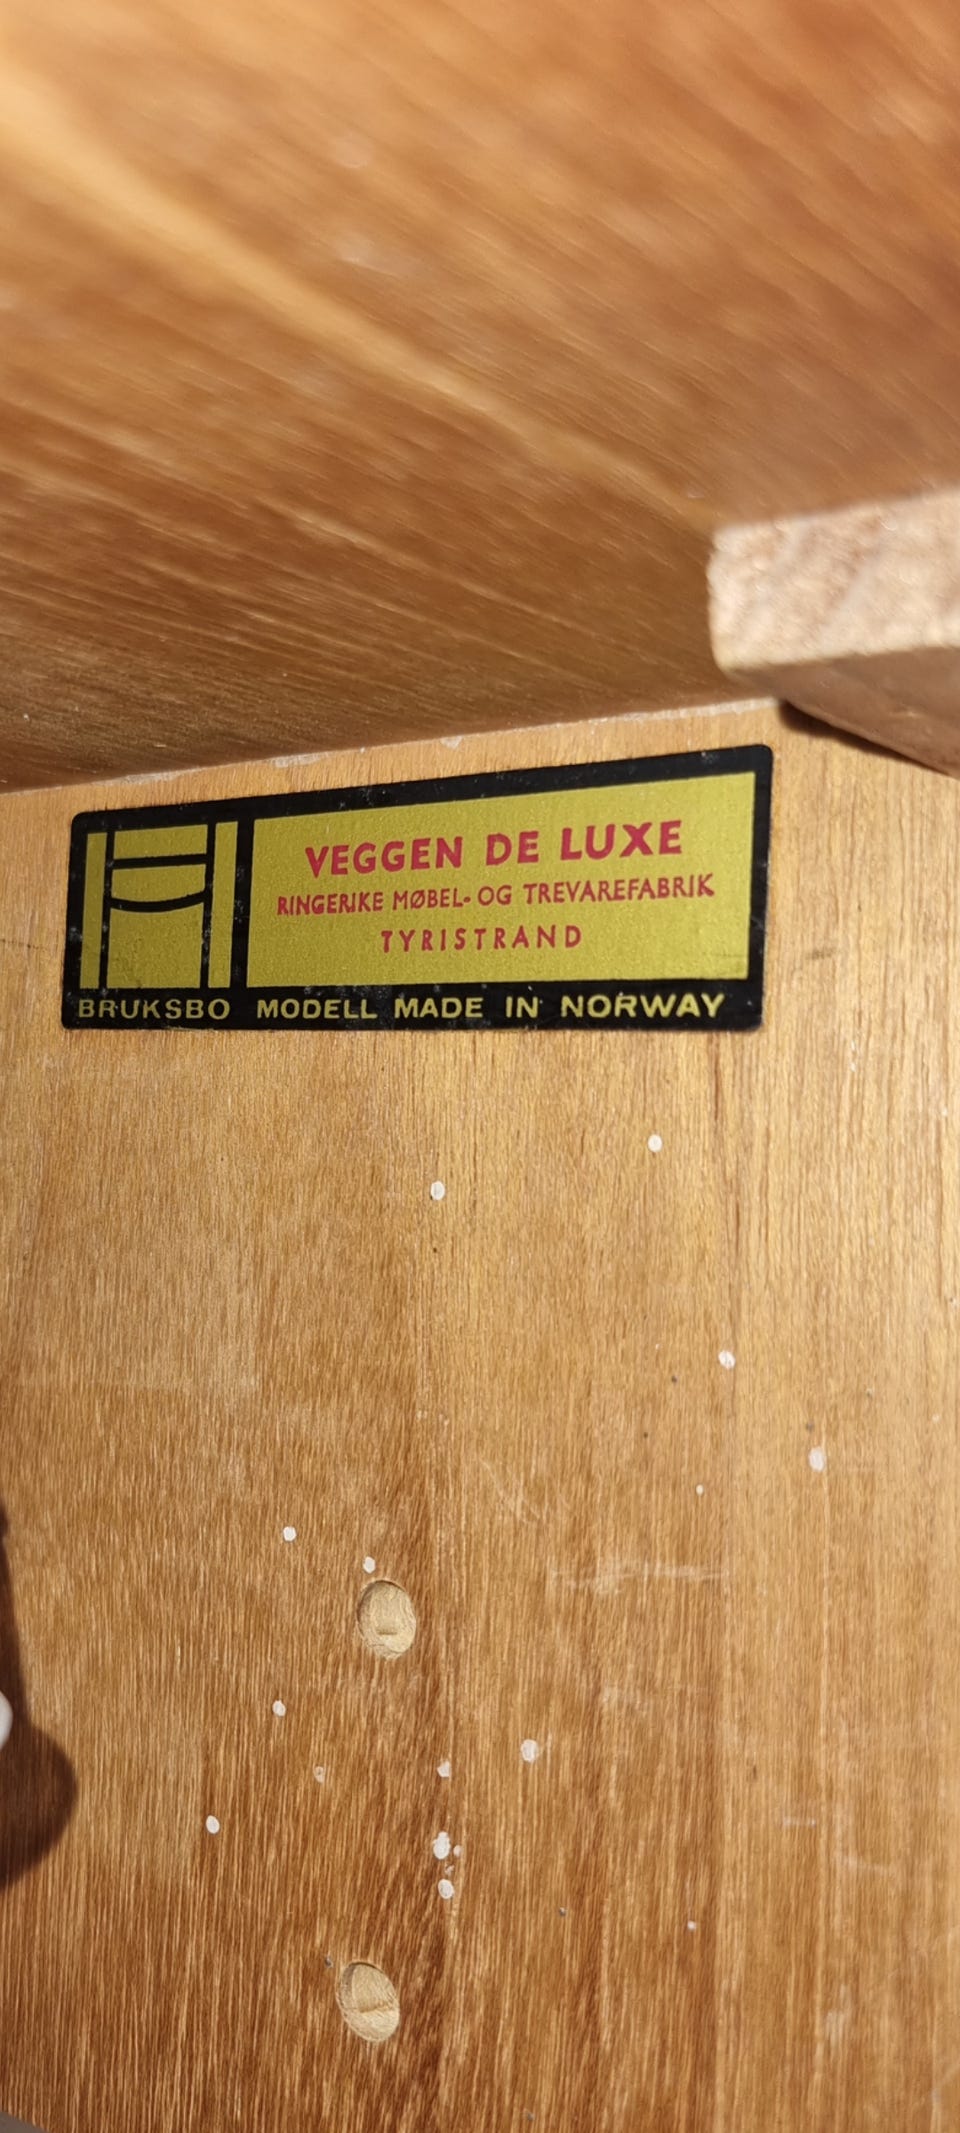 VEGGEN DE LUXE
RINGERIKE MØBEL- OG TREVAREFABRIK
TYRISTRAND
BRUKSBO MODELL MADE IN NORWAY